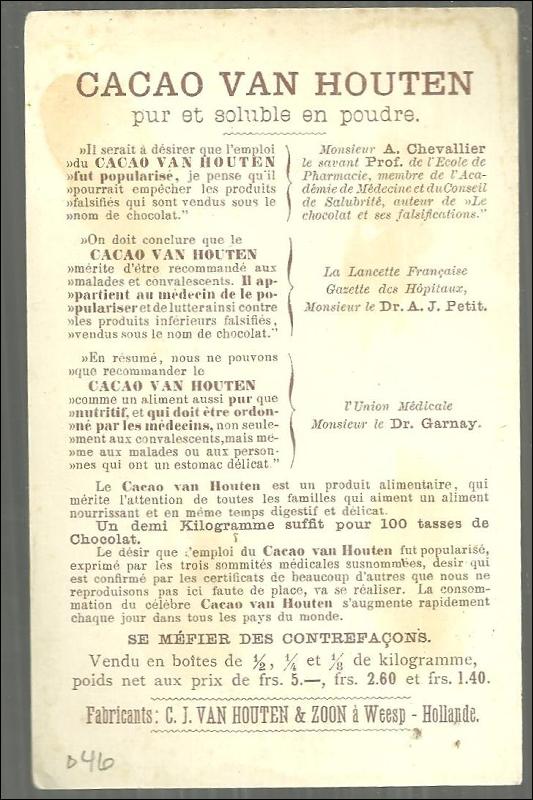 CACAO VAN HOUTEN
pur et soluble en poudre.
»Il serait à désirer que l'emploi
»du CACAO VAN HOUTEN
»fut popularisé, je pense qu'il
»pourrait empêcher les produits
»falsifiés qui sont vendus sous le
»nom de chocolat."
Monsieur A. Chevallier
le savant Prof. de l'Ecole de
Pharmacie, membre de l'Aca-
démie de Médecine et du Conseil
de Salubrité, auteur de »Le
chocolat et ses falsifications."
»On doit conclure que le
CACAO VAN HOUTEN
»mérite d'être recommandé aux
»malades et convalescents. Il ap-
»partient au médecin de le po-
»pulariser et de lutter ainsi contre
»les produits inférieurs falsifiés,
»vendus sous le nom de chocolat."
La Lancette Française
Gazette des Hôpitaux,
Monsieur le Dr. A. J. Petit.
»En résumé, nous ne pouvons
»que recommander le
CACAO VAN HOUTEN
»comme un aliment aussi pur que
»nutritif, et qui doit être ordon-
»né par les médecins, non seule-
»ment aux convalescents, mais mê-
»me aux malades ou aux person-
»nes qui ont un estomac délicat."
l'Union Médicale
Monsieur le Dr. Garnay.
Le Cacao van Houten est un produit alimentaire, qui
mérite l'attention de toutes les familles qui aiment un aliment
nourrissant et en même temps digestif et délicat.
Un demi Kilogramme suffit pour 100 tasses de
Chocolat.
Le désir que l'emploi du Cacao van Houten fut popularisé,
exprimé par les trois sommités médicales susnommées, desir qui
est confirmé par les certificats de beaucoup d'autres que nous ne
reproduisons pas ici faute de place, va se réaliser. La consom-
mation du célèbre Cacao van Houten s'augmente rapidement
chaque jour dans tous les pays du monde.
SE MÉFIER DES CONTREFAÇONS.
Vendu en boîtes de 1/2, 1/4 et 1/8 de kilogramme,
poids net aux prix de frs. 5.—, frs. 2.60 et frs. 1.40.
Fabricants: C. J. VAN HOUTEN & ZOON à Weesp - Hollande.
D46